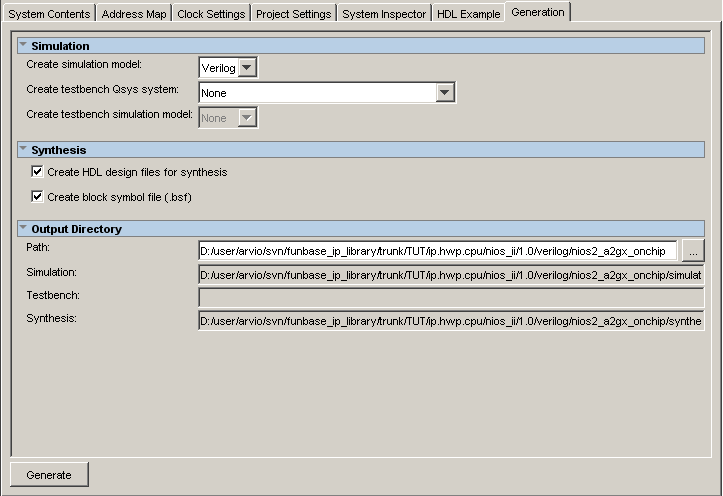 System Contents Address Map Clock Settings Project Settings System Inspector HDL Example Generation
Simulation
Create simulation model: Verilog
Create testbench Qsys system: None
Create testbench simulation model: None
Synthesis
Create HDL design files for synthesis
Create block symbol file (.bsf)
Output Directory
Path: D:/user/arvio/svn/funbase_ip_library/trunk/TUT/ip.hwp.cpu/nios_ii/1.0/verilog/nios2_a2gx_onchip ...
Simulation: D:/user/arvio/svn/funbase_ip_library/trunk/TUT/ip.hwp.cpu/nios_ii/1.0/verilog/nios2_a2gx_onchip/simulat
Testbench:
Synthesis: D:/user/arvio/svn/funbase_ip_library/trunk/TUT/ip.hwp.cpu/nios_ii/1.0/verilog/nios2_a2gx_onchip/synthe
Generate